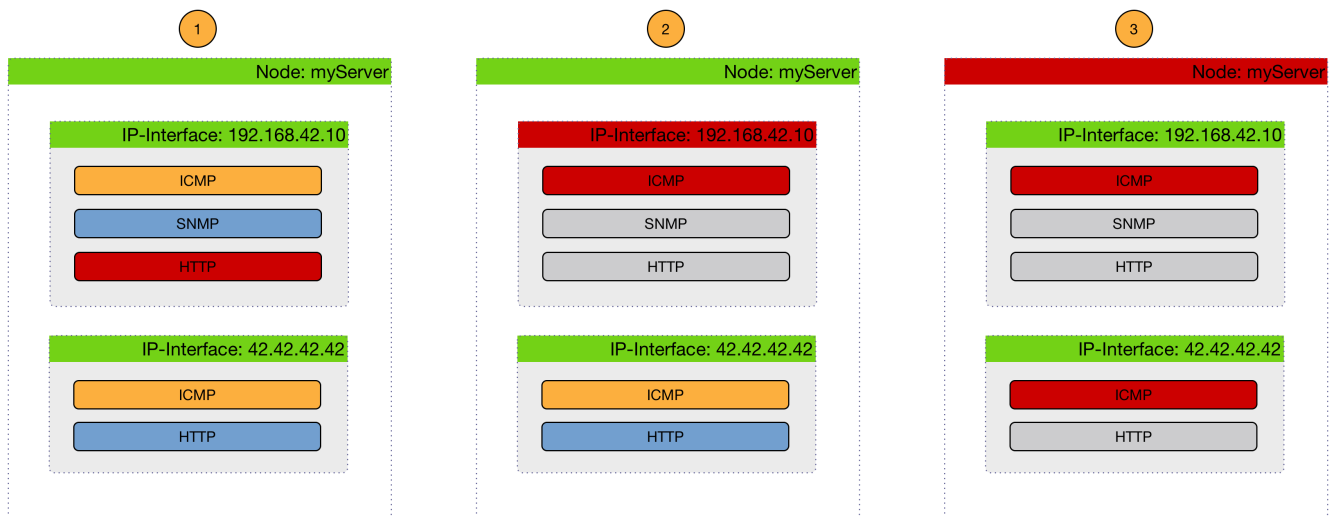 1
Node: myServer
IP-Interface: 192.168.42.10
ICMP
SNMP
HTTP
IP-Interface: 42.42.42.42
ICMP
HTTP
2
Node: myServer
IP-Interface: 192.168.42.10
ICMP
SNMP
HTTP
IP-Interface: 42.42.42.42
ICMP
HTTP
3
Node: myServer
IP-Interface: 192.168.42.10
ICMP
SNMP
HTTP
IP-Interface: 42.42.42.42
ICMP
HTTP